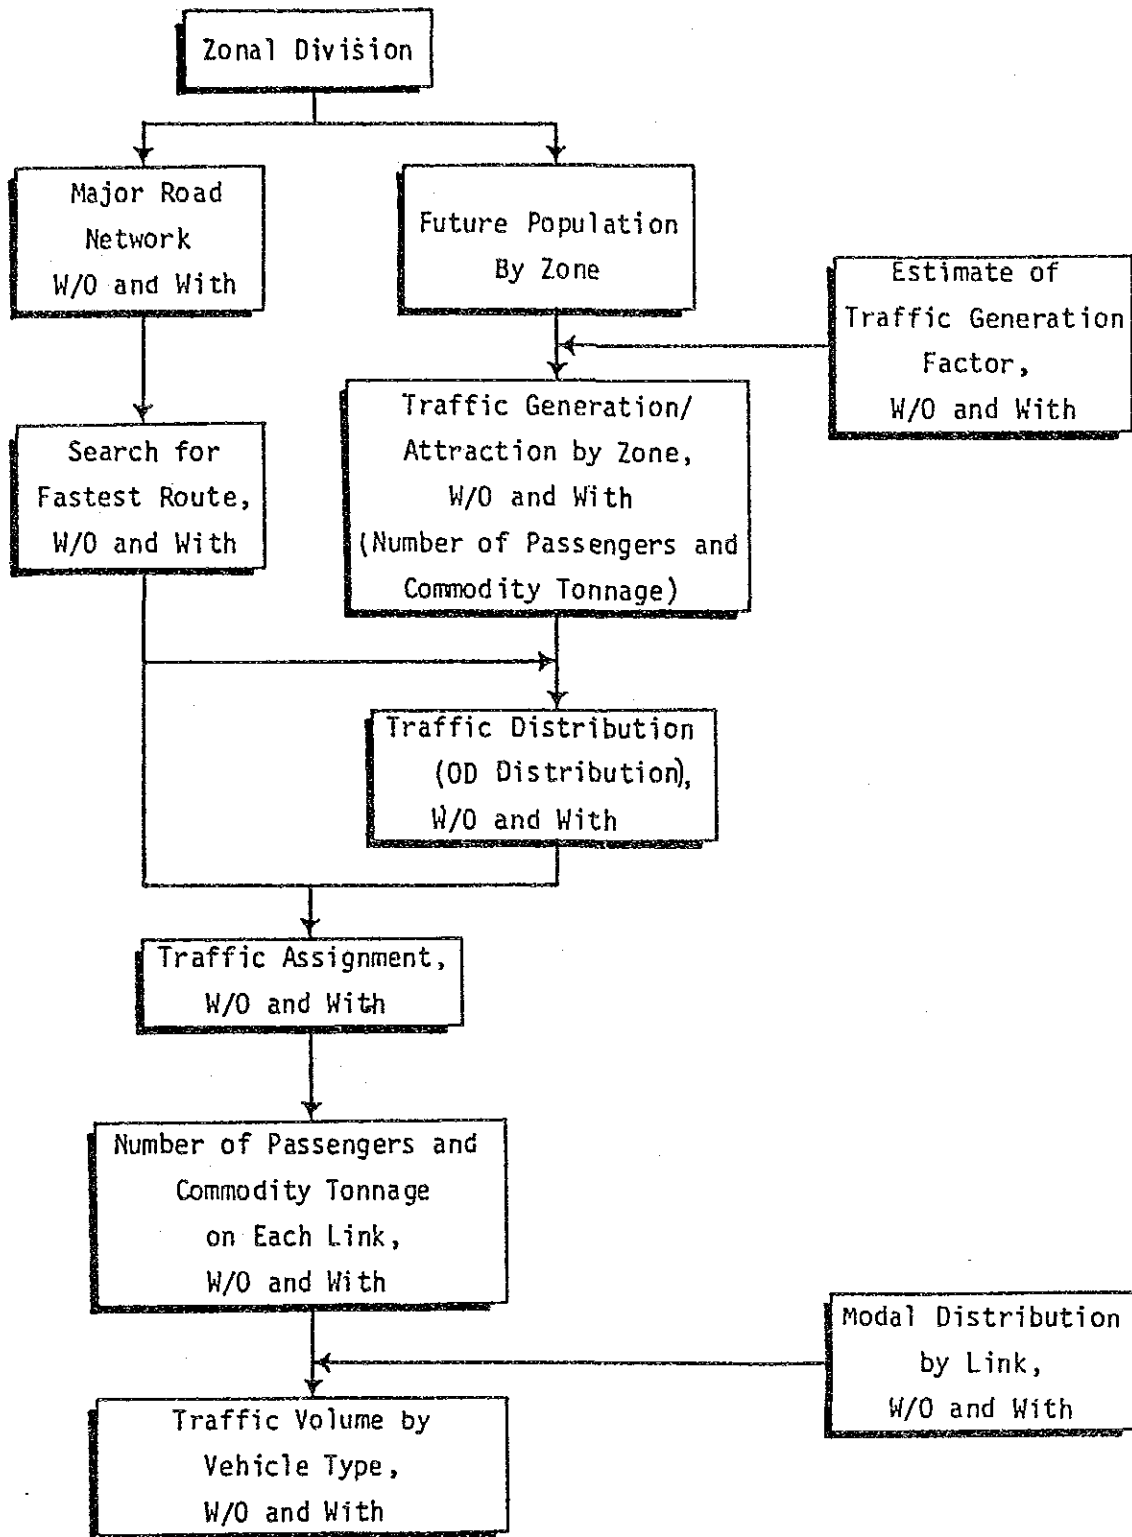 Zonal Division
Major Road
Network
W/O and With
Future Population
By Zone
Estimate of
Traffic Generation
Factor,
W/O and With
Search for
Fastest Route,
W/O and With
Traffic Generation/
Attraction by Zone,
W/O and With
(Number of Passengers and
Commodity Tonnage)
Traffic Distribution
(OD Distribution),
W/O and With
Traffic Assignment,
W/O and With
Number of Passengers and
Commodity Tonnage
on Each Link,
W/O and With
Modal Distribution
by Link,
W/O and With
Traffic Volume by
Vehicle Type,
W/O and With